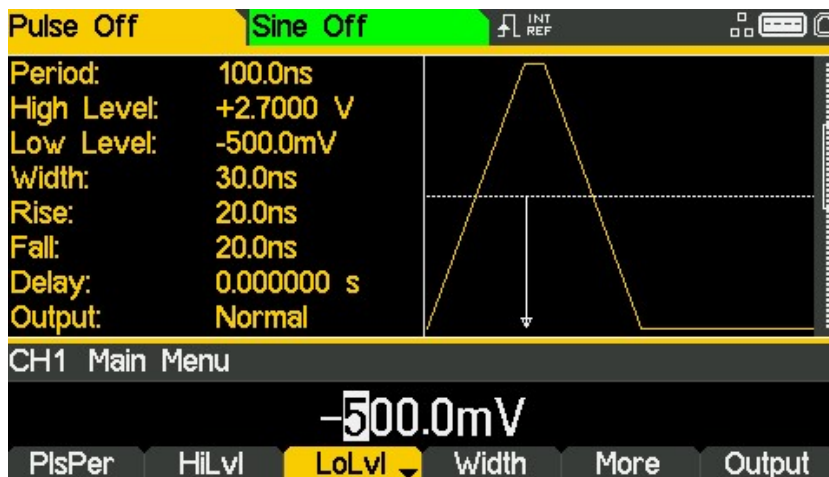 Pulse Off Sine Off INT REF
Period: 100.0ns
High Level: +2.7000 V
Low Level: -500.0mV
Width: 30.0ns
Rise: 20.0ns
Fall: 20.0ns
Delay: 0.000000 s
Output: Normal
CH1 Main Menu
-500.0mV
PlsPer HiLvl LoLvl Width More Output